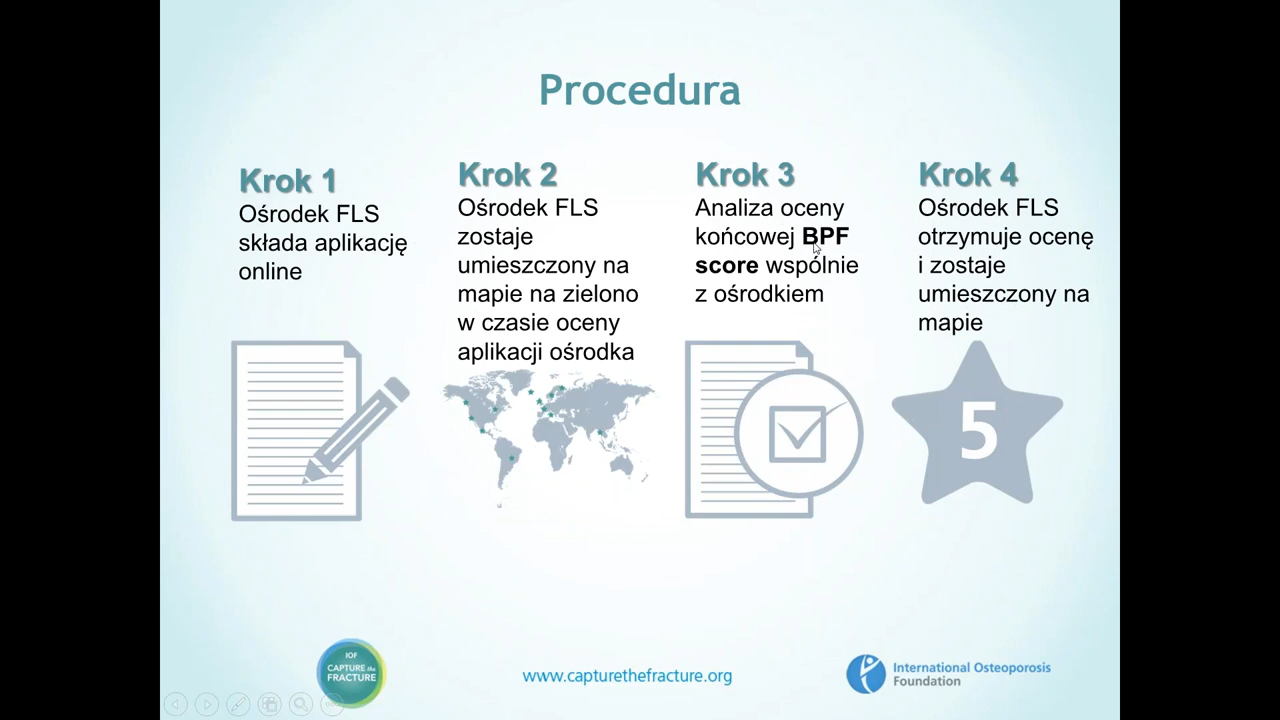 Procedura
Krok 1
Ośrodek FLS
składa aplikację
online
Krok 2
Ośrodek FLS
zostaje
umieszczony na
mapie na zielono
w czasie oceny
aplikacji ośrodka
Krok 3
Analiza oceny
końcowej BPF
score wspólnie
z ośrodkiem
Krok 4
Ośrodek FLS
otrzymuje ocenę
i zostaje
umieszczony na
mapie
5
IOF
CAPTURE the
FRACTURE
www.capturethefracture.org
International Osteoporosis
Foundation